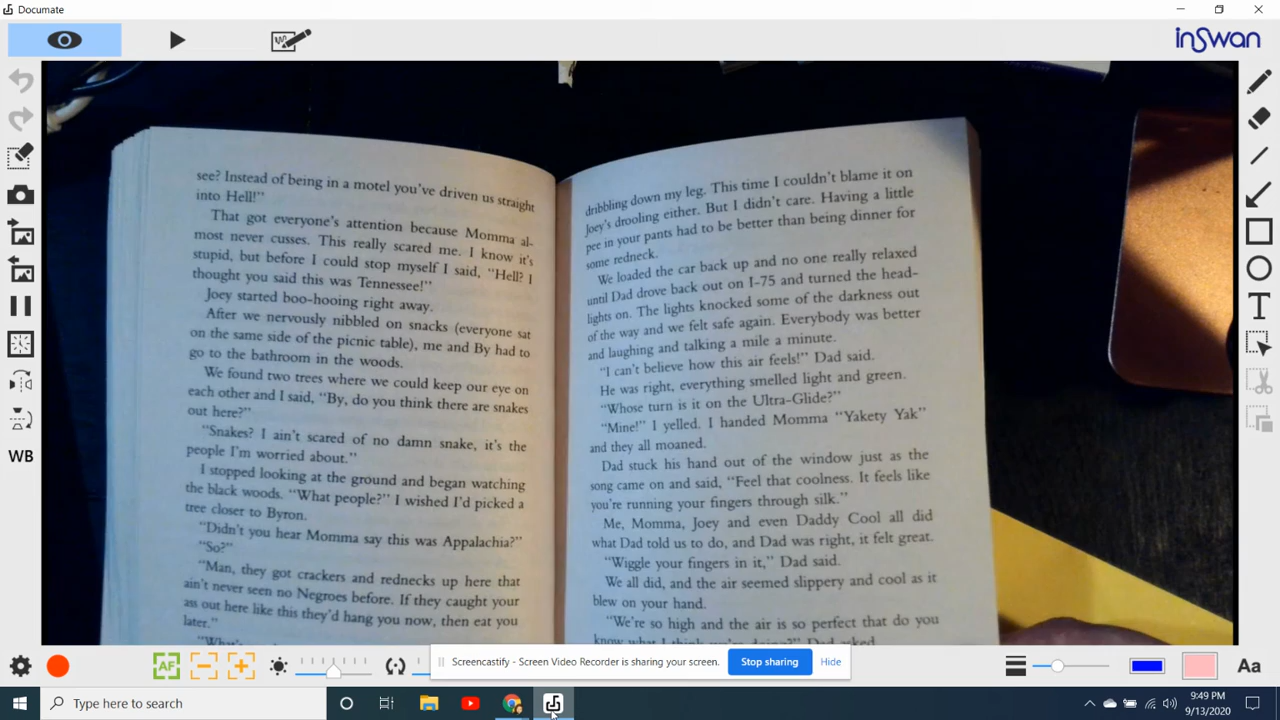 Documate
inSwan
see? Instead of being in a motel you've driven us straight
into Hell!"
That got everyone's attention because Momma al-
most never cusses. This really scared me. I know it's
stupid, but before I could stop myself I said, "Hell? I
thought you said this was Tennessee!"
Joey started boo-hooing right away.
After we nervously nibbled on snacks (everyone sat
on the same side of the picnic table), me and By had to
go to the bathroom in the woods.
We found two trees where we could keep our eye on
each other and I said, "By, do you think there are snakes
out here?"
"Snakes? I ain't scared of no damn snake, it's the
people I'm worried about."
I stopped looking at the ground and began watching
the black woods. "What people?" I wished I'd picked a
tree closer to Byron.
"Didn't you hear Momma say this was Appalachia?"
"So?"
"Man, they got crackers and rednecks up here that
ain't never seen no Negroes before. If they caught your
ass out here like this they'd hang you now, then eat you
later."
dribbling down my leg. This time I couldn't blame it on
Joey's drooling either. But I didn't care. Having a little
pee in your pants had to be better than being dinner for
some redneck.
We loaded the car back up and no one really relaxed
until Dad drove back out on I-75 and turned the head-
lights on. The lights knocked some of the darkness out
of the way and we felt safe again. Everybody was better
and laughing and talking a mile a minute.
"I can't believe how this air feels!" Dad said.
He was right, everything smelled light and green.
"Whose turn is it on the Ultra-Glide?"
"Mine!" I yelled. I handed Momma "Yakety Yak"
and they all moaned.
Dad stuck his hand out of the window just as the
song came on and said, "Feel that coolness. It feels like
you're running your fingers through silk."
Me, Momma, Joey and even Daddy Cool all did
what Dad told us to do, and Dad was right, it felt great.
"Wiggle your fingers in it," Dad said.
We all did, and the air seemed slippery and cool as it
blew on your hand.
"We're so high and the air is so perfect that do you
know what I think we're doing?" Dad asked.
T
WB
AF
Screencastify - Screen Video Recorder is sharing your screen.
Stop sharing
Hide
Aa
Type here to search
9:49 PM
9/13/2020